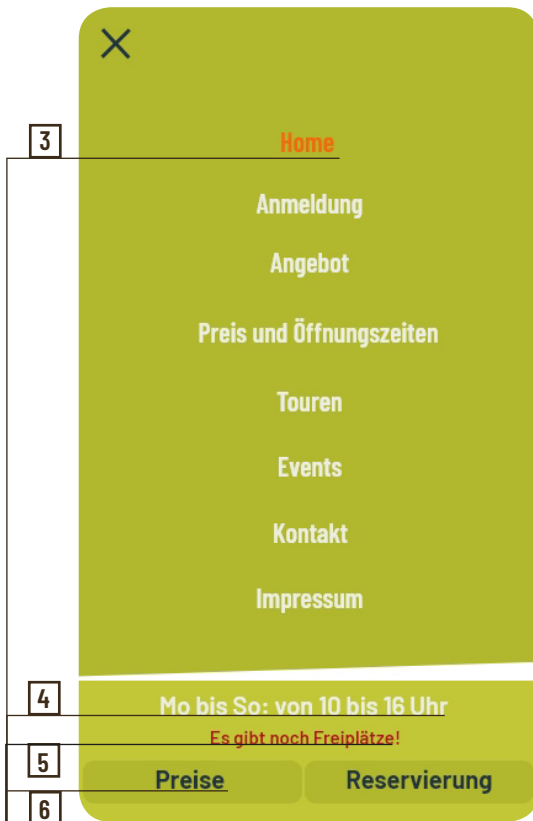 3
Home
Anmeldung
Angebot
Preis und Öffnungszeiten
Touren
Events
Kontakt
Impressum
4
Mo bis So: von 10 bis 16 Uhr
Es gibt noch Freiplätze!
5
Preise
Reservierung
6